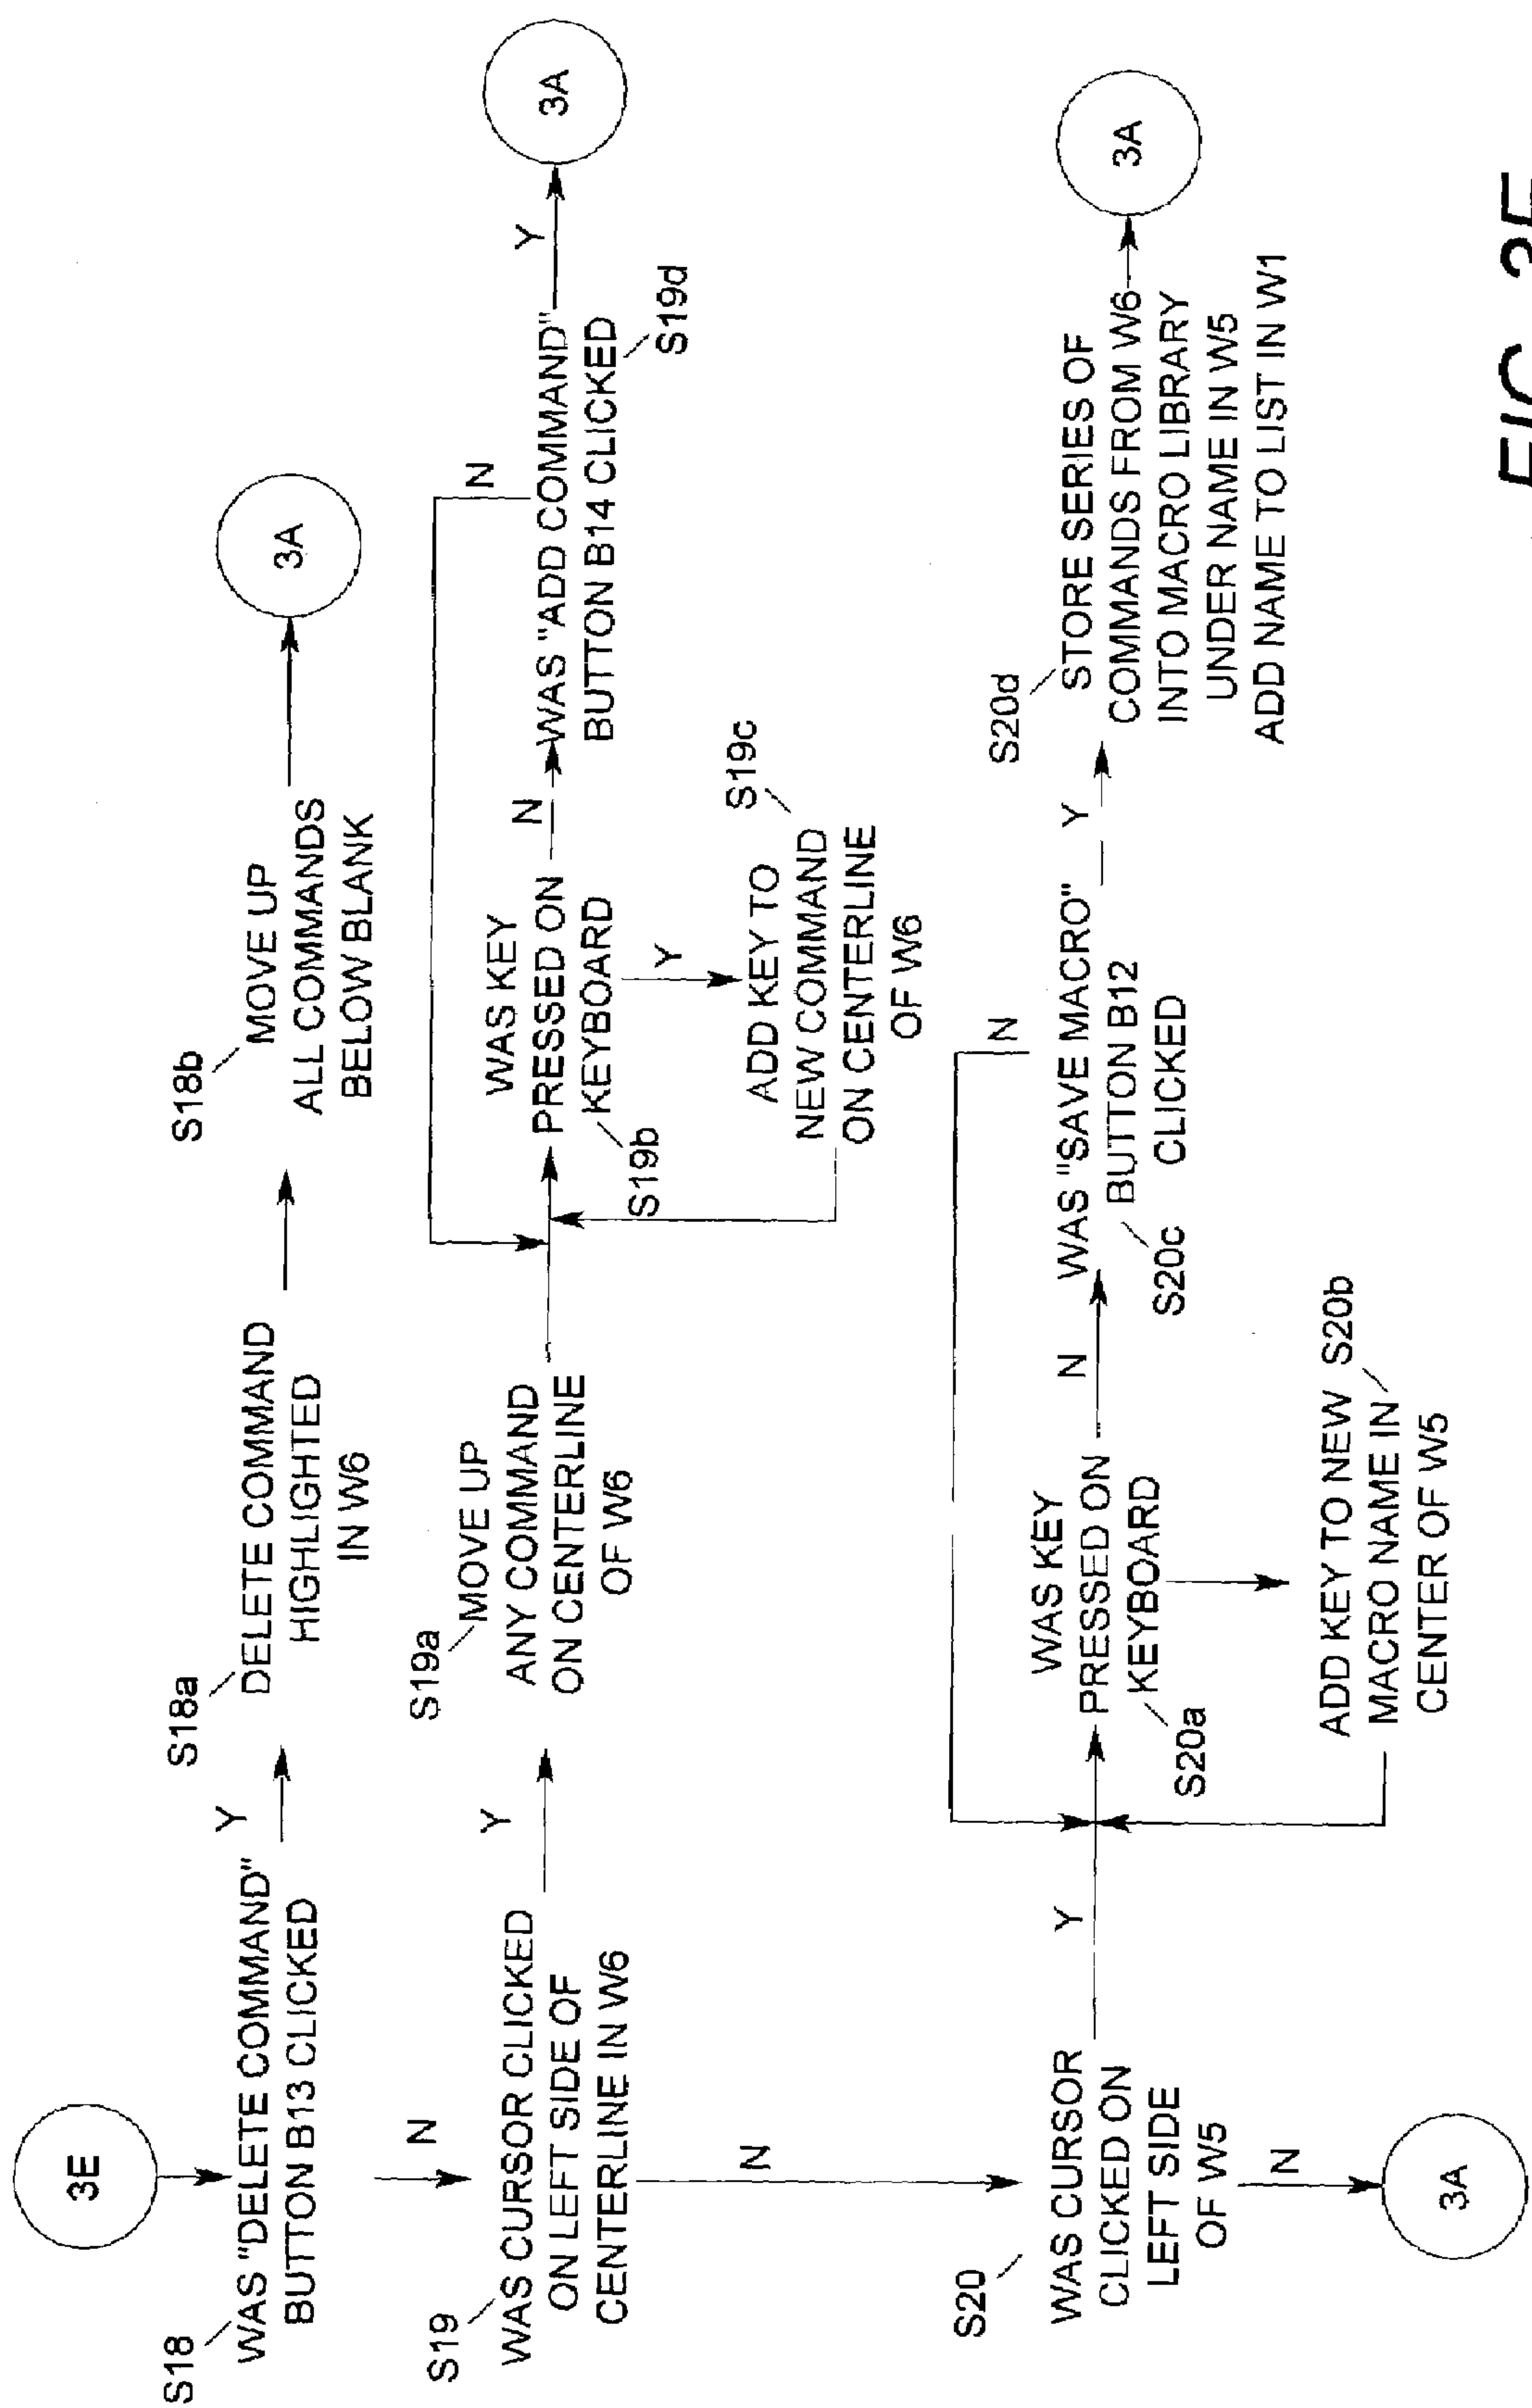 3E
S18
WAS "DELETE COMMAND"
BUTTON B13 CLICKED
Y
S18a
DELETE COMMAND
HIGHLIGHTED
IN W6
S18b
MOVE UP
ALL COMMANDS
BELOW BLANK
3A
N
S19
WAS CURSOR CLICKED
ON LEFT SIDE OF
CENTERLINE IN W6
Y
S19a
MOVE UP
ANY COMMAND
ON CENTERLINE
OF W6
WAS KEY
PRESSED ON
KEYBOARD
S19b
N
Y
S19c
ADD KEY TO
NEW COMMAND
ON CENTERLINE
OF W6
N
WAS "ADD COMMAND"
BUTTON B14 CLICKED
S19d
Y
3A
N
S20
WAS CURSOR
CLICKED ON
LEFT SIDE
OF W5
Y
WAS KEY
PRESSED ON
KEYBOARD
S20a
N
ADD KEY TO NEW
MACRO NAME IN
CENTER OF W5
S20b
N
WAS "SAVE MACRO"
BUTTON B12
CLICKED
S20c
Y
S20d
STORE SERIES OF
COMMANDS FROM W6
INTO MACRO LIBRARY
UNDER NAME IN W5
ADD NAME TO LIST IN W1
3A
N
3A
FIG.